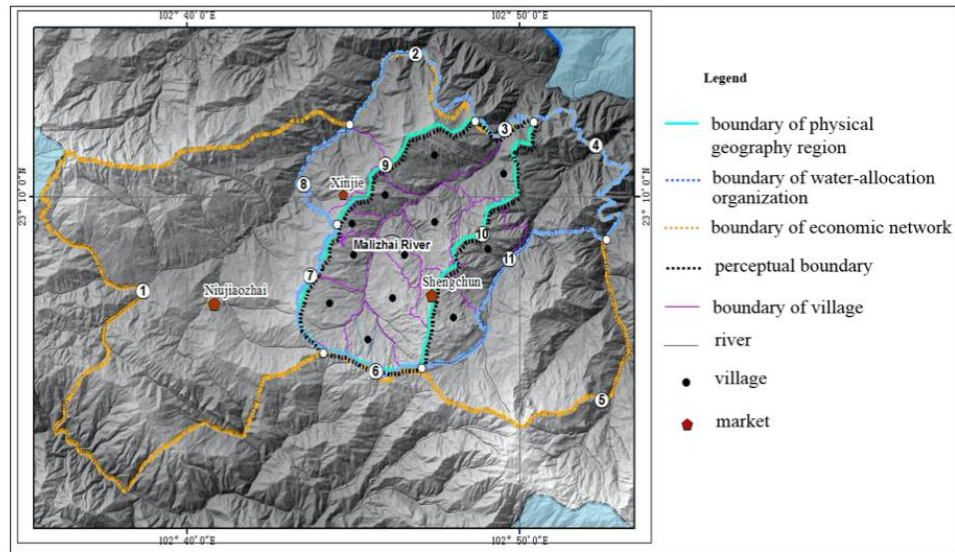 102° 40' 0"E
102° 50' 0"E
23° 10' 0"N
23° 10' 0"N
2
3
4
9
8
Xinjie
10
Malizhai River
11
7
1
Niujiaozhai
Shengchun
6
5
102° 40' 0"E
102° 50' 0"E
Legend
boundary of physical
geography region
boundary of water-allocation
organization
boundary of economic network
perceptual boundary
boundary of village
river
village
market